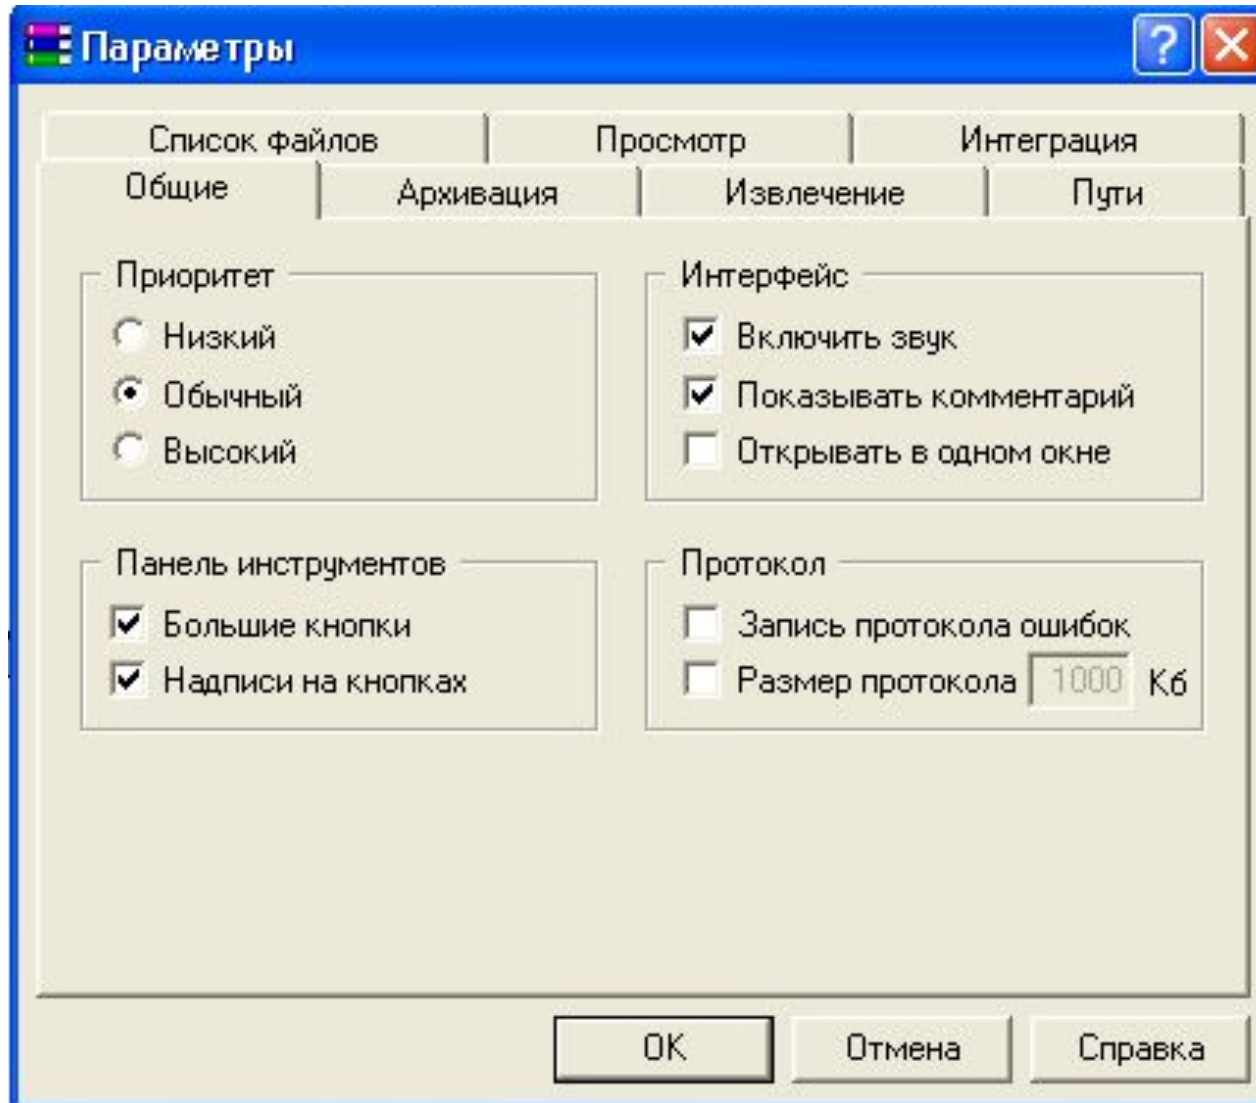 Параметры
?
Список файлов Просмотр Интеграция
Общие Архивация Извлечение Пути
Приоритет
Низкий
Обычный
Высокий
Интерфейс
Включить звук
Показывать комментарий
Открывать в одном окне
Панель инструментов
Большие кнопки
Надписи на кнопках
Протокол
Запись протокола ошибок
Размер протокола 1000 Кб
OK Отмена Справка